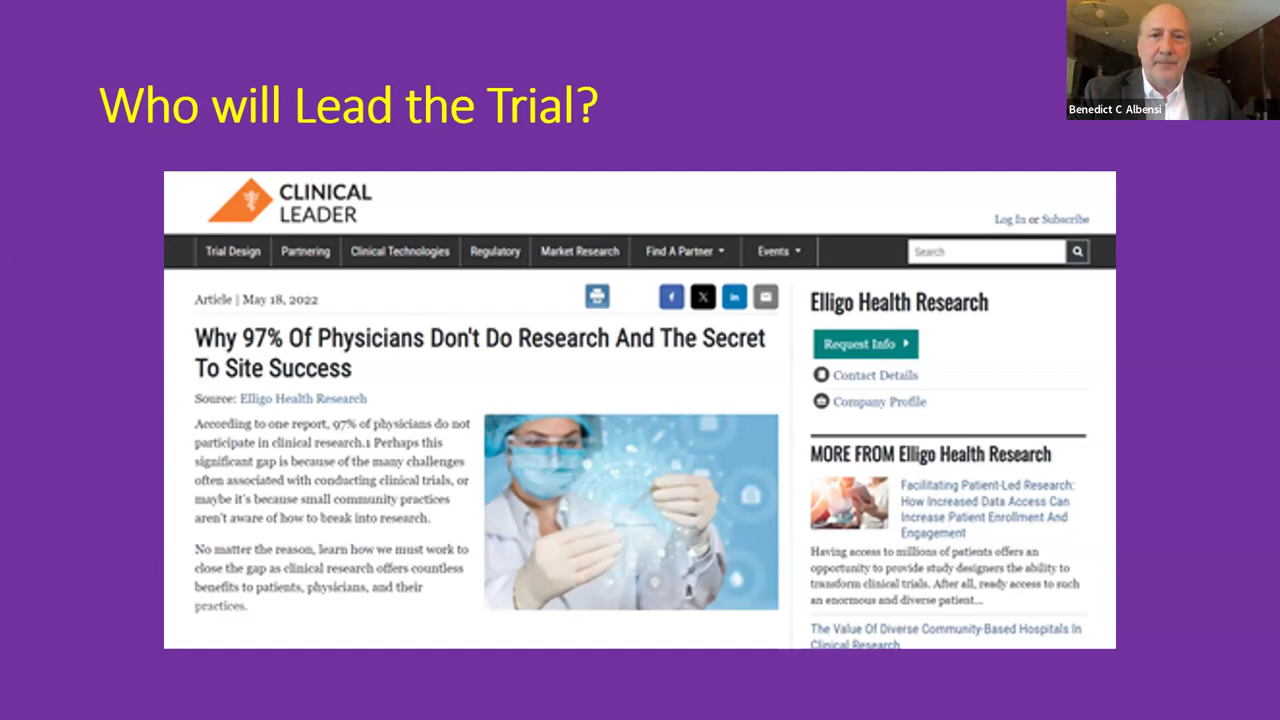 Who will Lead the Trial?
Benedict C Albensi
CLINICAL
LEADER
Log In or Subscribe
Trial Design
Partnering
Clinical Technologies
Regulatory
Market Research
Find A Partner
Events
Search
Article | May 18, 2022
Why 97% Of Physicians Don't Do Research And The Secret
To Site Success
Source: Elligo Health Research
According to one report, 97% of physicians do not
participate in clinical research.1 Perhaps this
significant gap is because of the many challenges
often associated with conducting clinical trials, or
maybe it's because small community practices
aren't aware of how to break into research.
No matter the reason, learn how we must work to
close the gap as clinical research offers countless
benefits to patients, physicians, and their
practices.
Elligo Health Research
Request Info
Contact Details
Company Profile
MORE FROM Elligo Health Research
Facilitating Patient-Led Research:
How Increased Data Access Can
Increase Patient Enrollment And
Engagement
Having access to millions of patients offers an
opportunity to provide study designers the ability to
transform clinical trials. After all, ready access to such
an enormous and diverse patient...
The Value Of Diverse Community-Based Hospitals In
Clinical Research